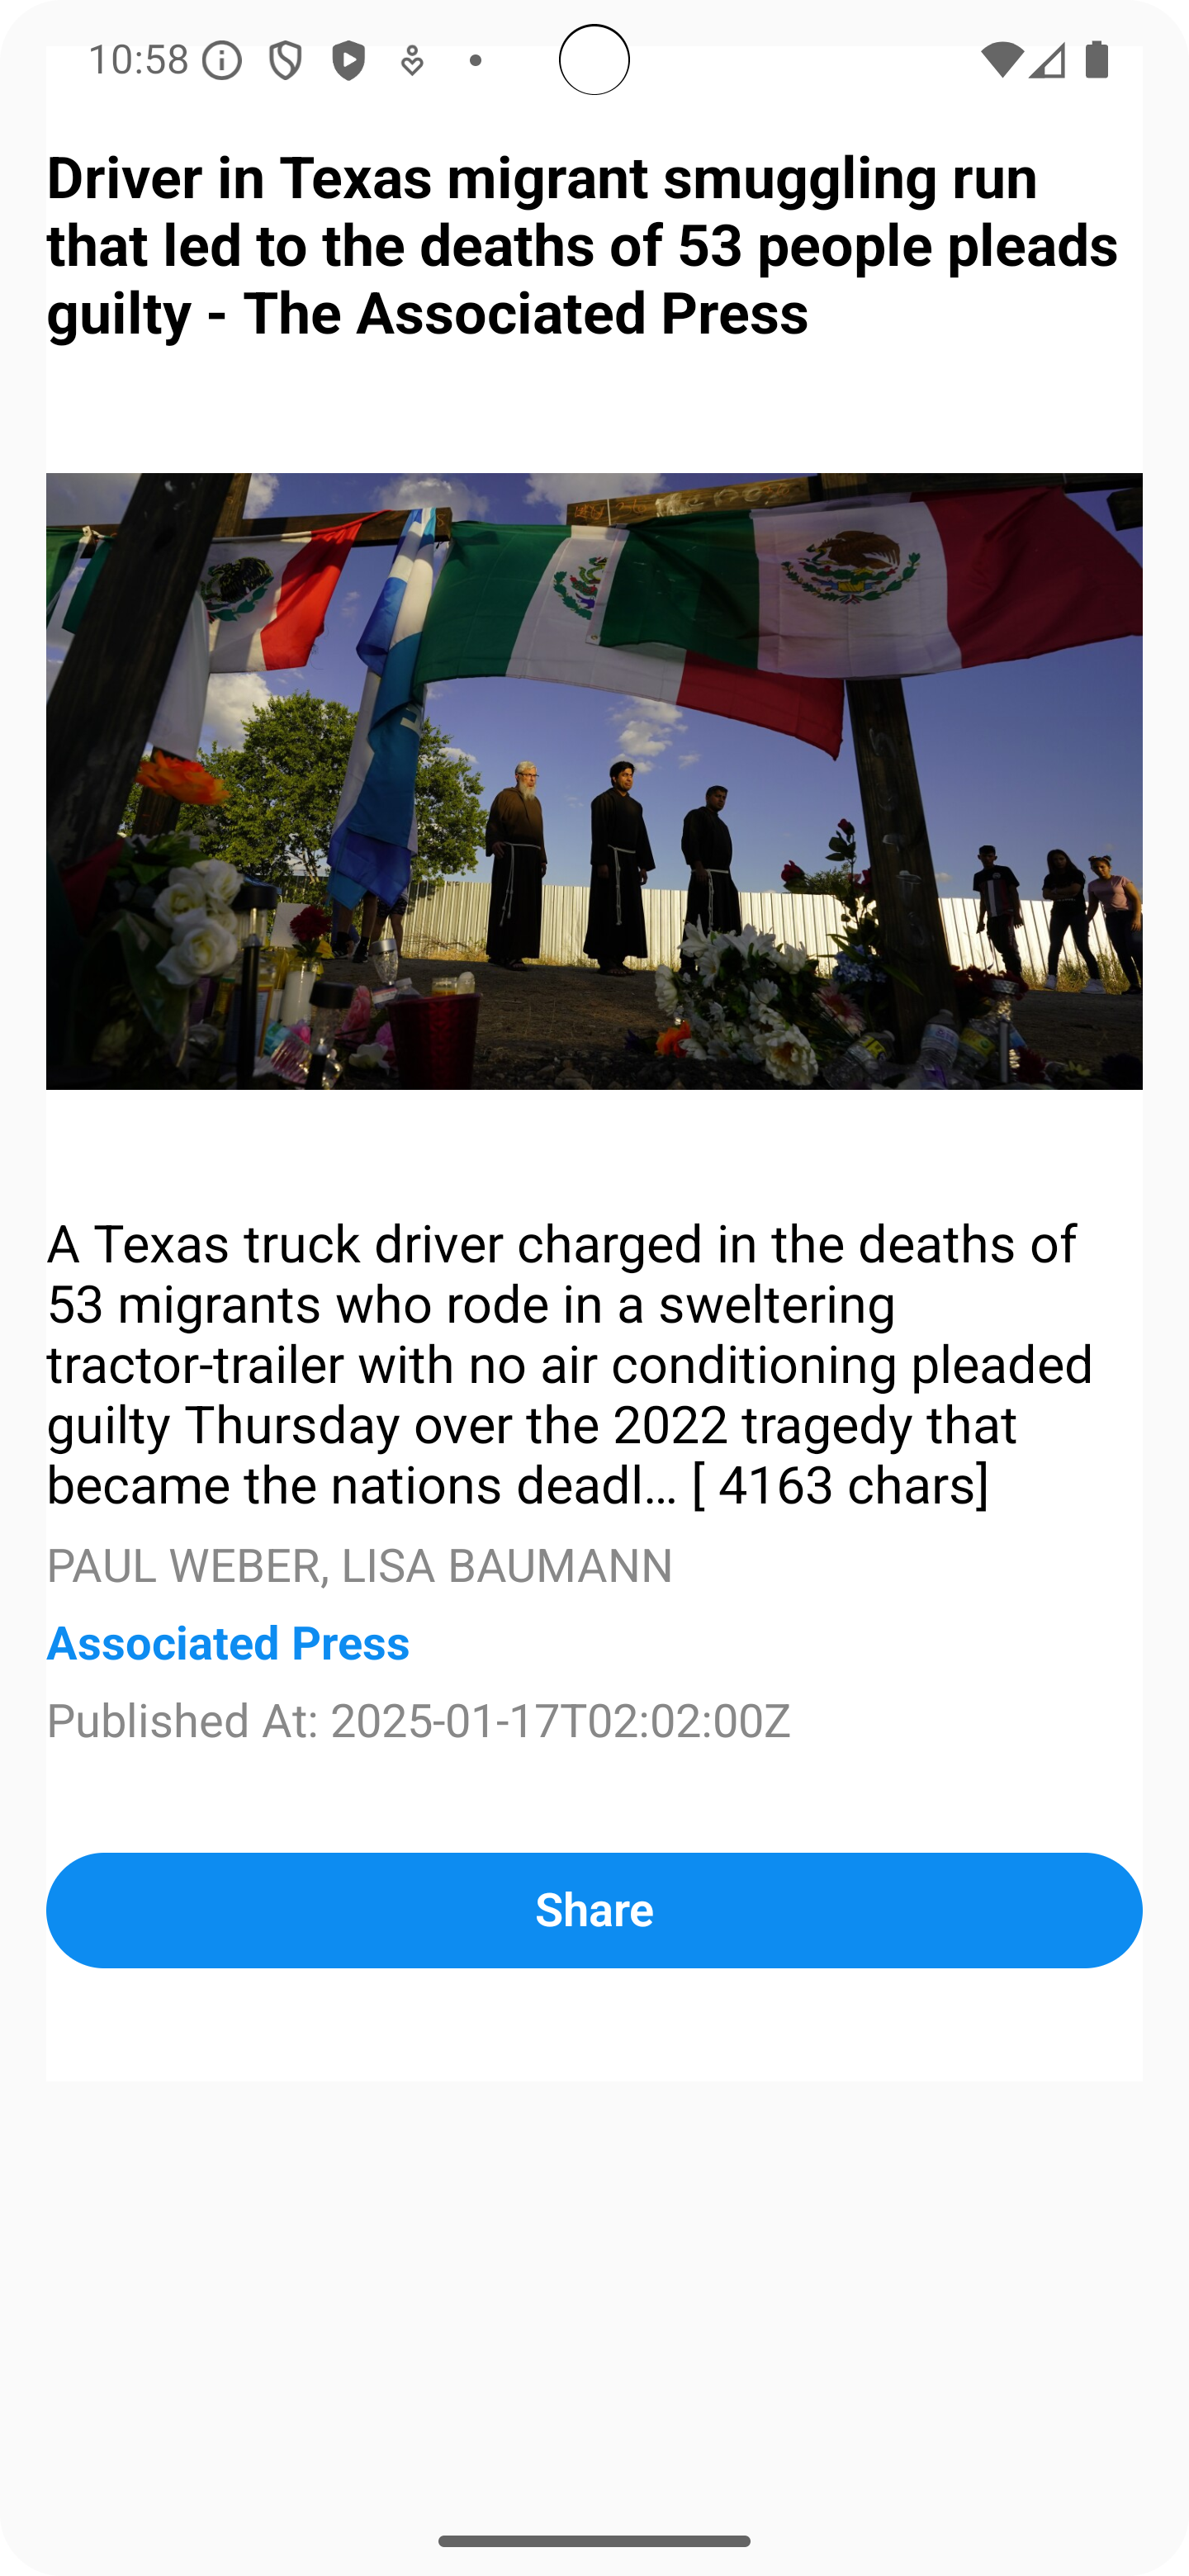 10:58
Driver in Texas migrant smuggling run
that led to the deaths of 53 people pleads
guilty - The Associated Press
A Texas truck driver charged in the deaths of
53 migrants who rode in a sweltering
tractor-trailer with no air conditioning pleaded
guilty Thursday over the 2022 tragedy that
became the nations deadl… [ 4163 chars]
PAUL WEBER, LISA BAUMANN
Associated Press
Published At: 2025-01-17T02:02:00Z
Share